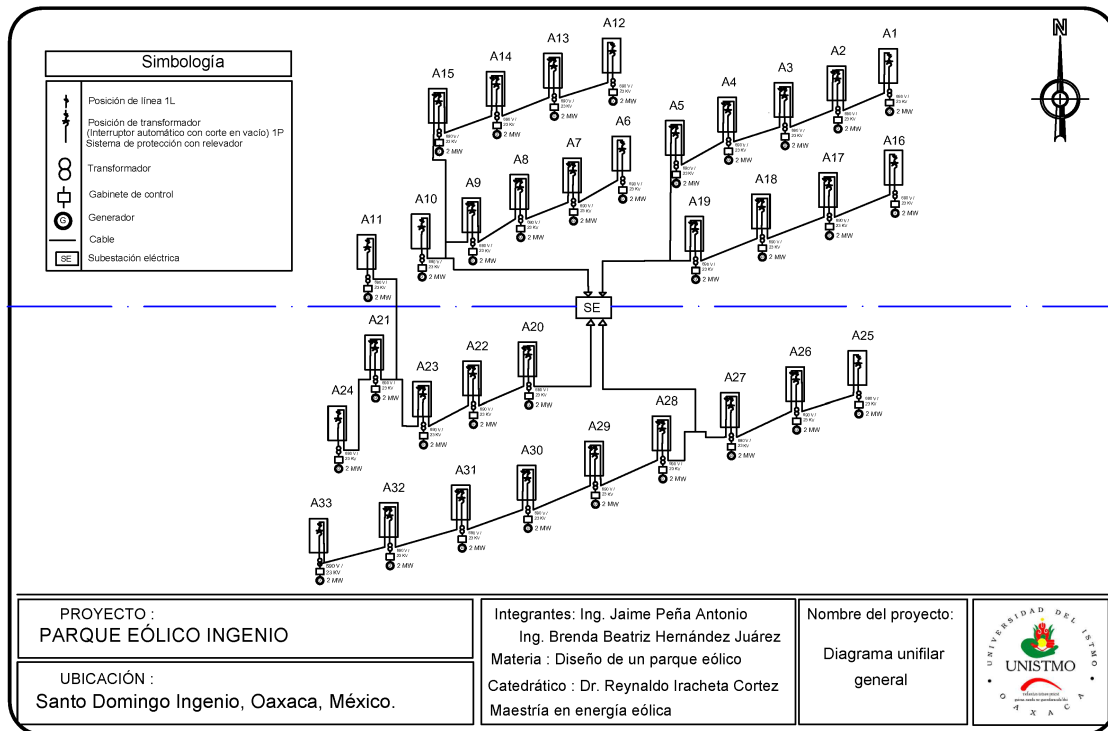 Simbología
Posición de línea 1L
Posición de transformador
(Interruptor automático con corte en vacío) 1P
Sistema de protección con relevador
Transformador
Gabinete de control
G
Generador
Cable
SE
Subestación eléctrica
N
A12
A13
A14
A15
A1
A2
A3
A4
A5
A6
A7
A8
A9
A10
A11
A16
A17
A18
A19
SE
A20
A21
A22
A23
A24
A25
A26
A27
A28
A29
A30
A31
A32
A33
690 V /
23 KV
2 MW
PROYECTO :
PARQUE EÓLICO INGENIO
UBICACIÓN :
Santo Domingo Ingenio, Oaxaca, México.
Integrantes: Ing. Jaime Peña Antonio
Ing. Brenda Beatriz Hernández Juárez
Materia : Diseño de un parque eólico
Catedrático : Dr. Reynaldo Iracheta Cortez
Maestría en energía eólica
Nombre del proyecto:
Diagrama unifilar
general
UNIVERSIDAD DEL ISTMO
UNISTMO
OAXACA